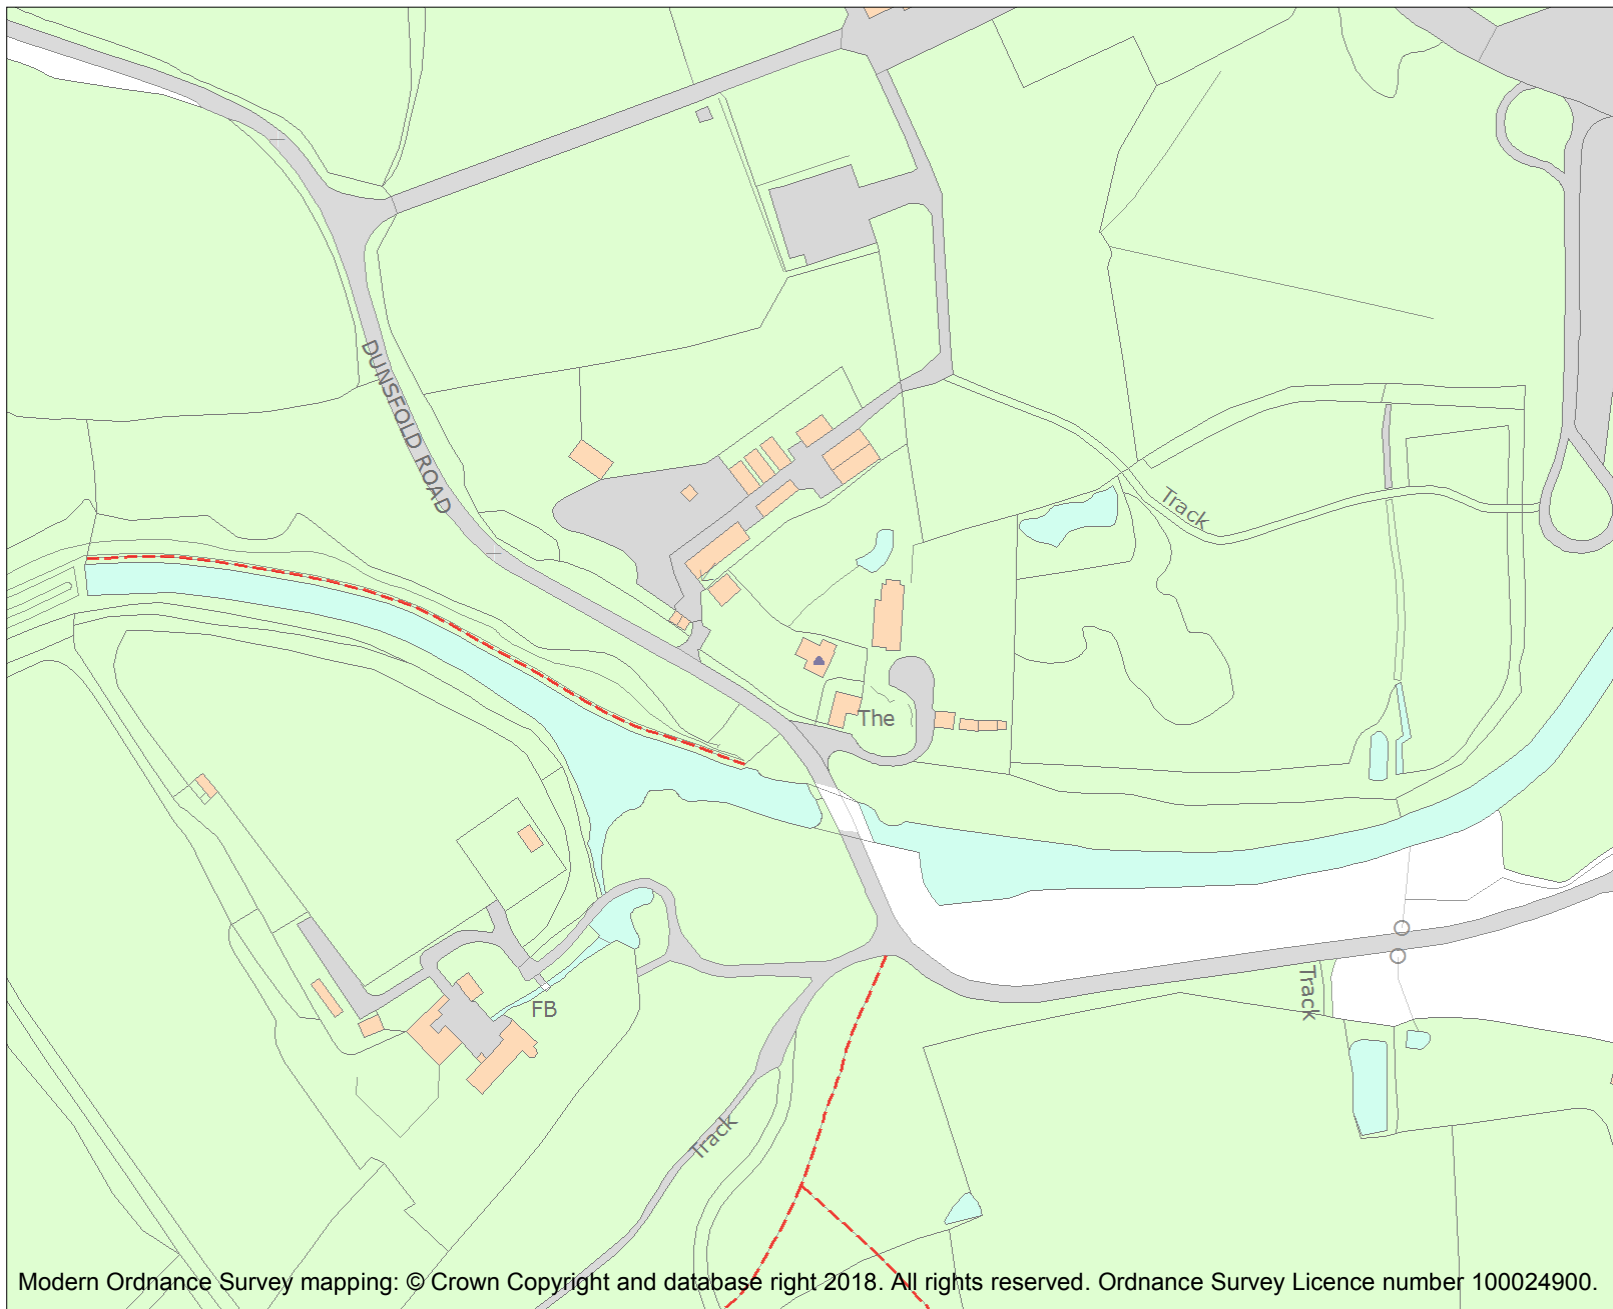 DUNSFOLD ROAD
Track
The
Track
FB
Track
Modern Ordnance Survey mapping: © Crown Copyright and database right 2018. All rights reserved. Ordnance Survey Licence number 100024900.